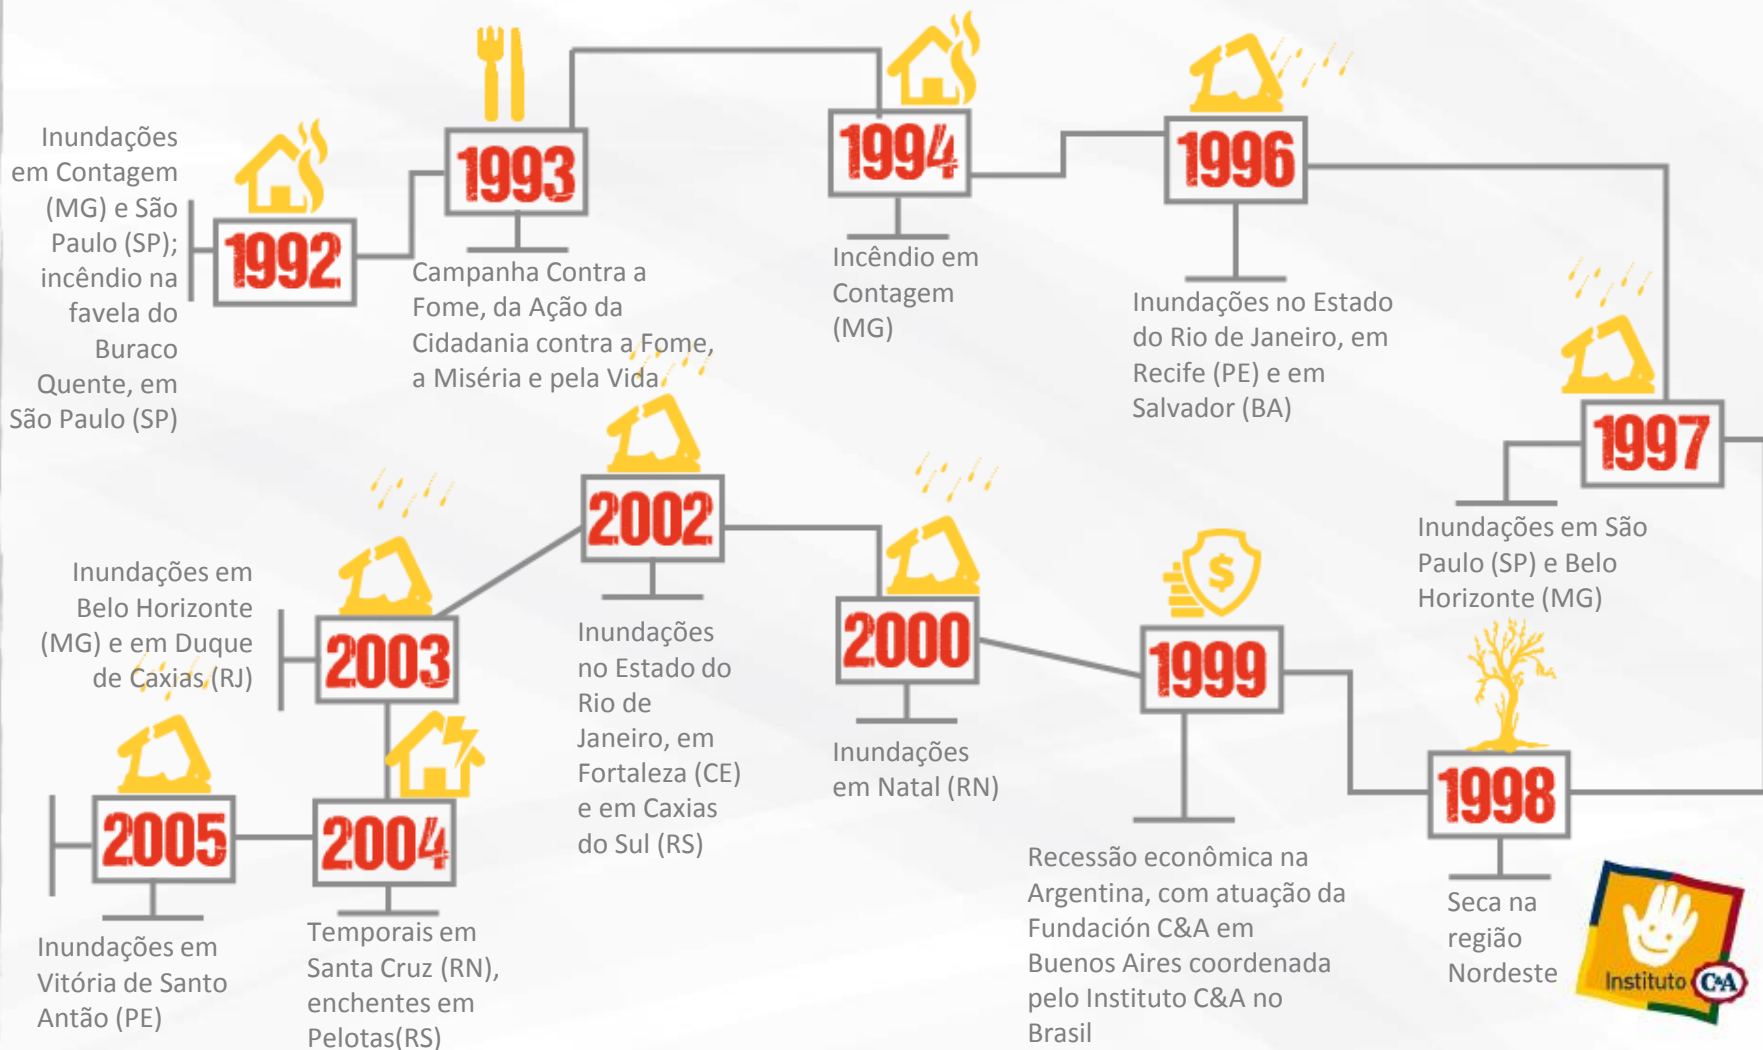 1992
Inundações
em Contagem
(MG) e São
Paulo (SP);
incêndio na
favela do
Buraco
Quente, em
São Paulo (SP)
1993
Campanha Contra a
Fome, da Ação da
Cidadania contra a Fome,
a Miséria e pela Vida
1994
Incêndio em
Contagem
(MG)
1996
Inundações no Estado
do Rio de Janeiro, em
Recife (PE) e em
Salvador (BA)
1997
Inundações em São
Paulo (SP) e Belo
Horizonte (MG)
1998
Seca na
região
Nordeste
1999
$
Recessão econômica na
Argentina, com atuação da
Fundación C&A em
Buenos Aires coordenada
pelo Instituto C&A no
Brasil
2000
Inundações
em Natal (RN)
2002
Inundações
no Estado do
Rio de
Janeiro, em
Fortaleza (CE)
e em Caxias
do Sul (RS)
2003
Inundações em
Belo Horizonte
(MG) e em Duque
de Caxias (RJ)
2004
Temporais em
Santa Cruz (RN),
enchentes em
Pelotas(RS)
2005
Inundações em
Vitória de Santo
Antão (PE)
Instituto C&A